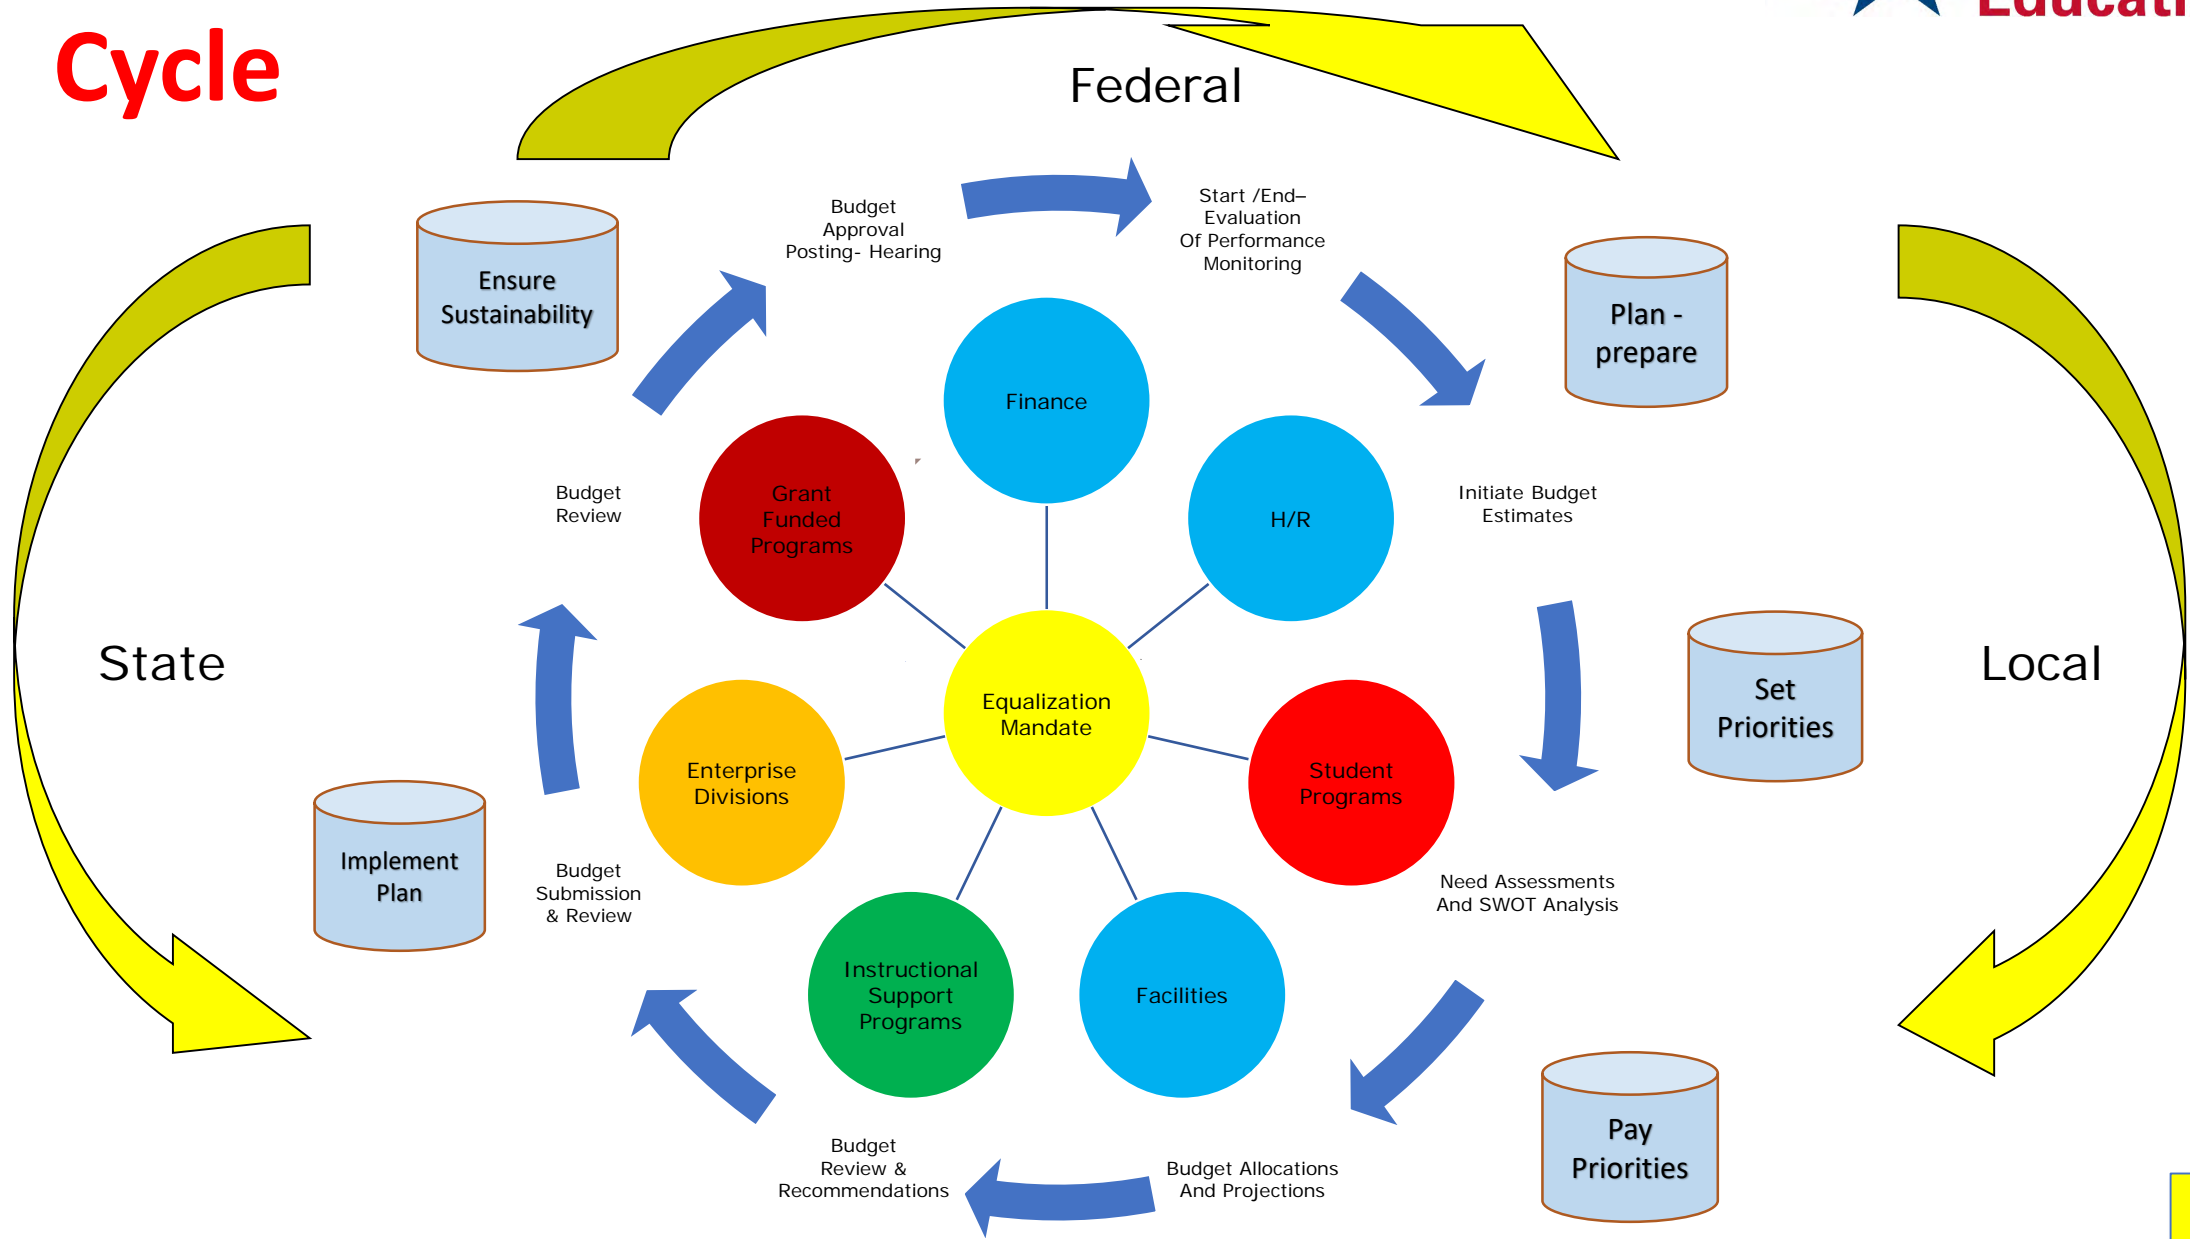 Cycle
Educati
Federal
Budget
Approval
Posting- Hearing
Start /End–
Evaluation
Of Performance
Monitoring
Ensure
Sustainability
Plan -
prepare
Finance
Grant
Funded
Programs
H/R
Budget
Review
Initiate Budget
Estimates
State
Local
Equalization
Mandate
Set
Priorities
Enterprise
Divisions
Student
Programs
Implement
Plan
Budget
Submission
& Review
Need Assessments
And SWOT Analysis
Instructional
Support
Programs
Facilities
Pay
Priorities
Budget
Review &
Recommendations
Budget Allocations
And Projections